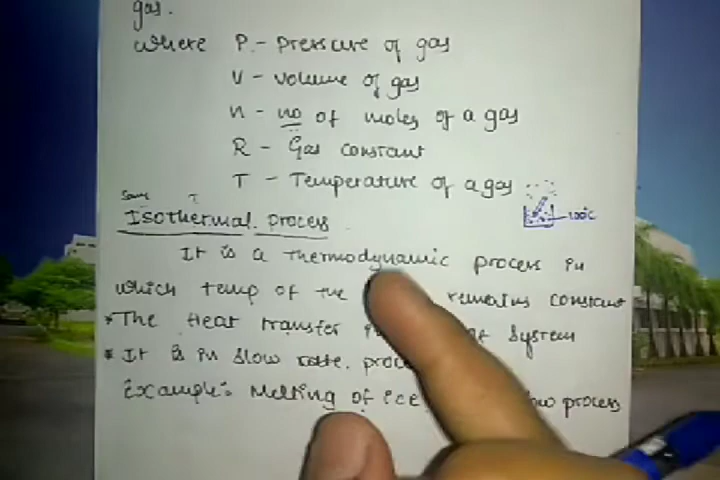 gas.
where P - pressure of gas
V - volume of gas
n - no of moles of a gas
R - Gas constant
T - Temperature of a gas
Same T
100°C
Isothermal process
It is a thermodynamic process in
which temp of the remains constant
* The Heat transfer system
* It is in slow rate.
Example:- Melting of ice process